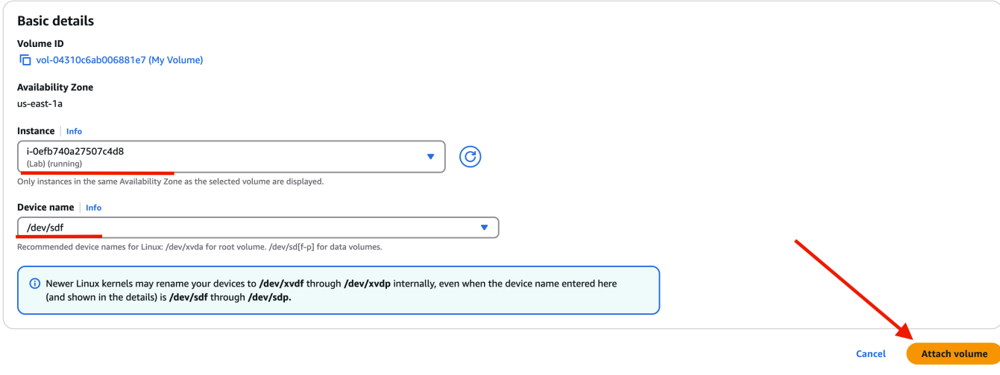 Basic details
Volume ID
vol-04310c6ab006881e7 (My Volume)
Availability Zone
us-east-1a
Instance Info
i-0efb740a27507c4d8
(Lab) (running)
Only instances in the same Availability Zone as the selected volume are displayed.
Device name Info
/dev/sdf
Recommended device names for Linux: /dev/xvda for root volume. /dev/sd[f-p] for data volumes.
Newer Linux kernels may rename your devices to /dev/xvdf through /dev/xvdp internally, even when the device name entered here
(and shown in the details) is /dev/sdf through /dev/sdp.
Cancel Attach volume